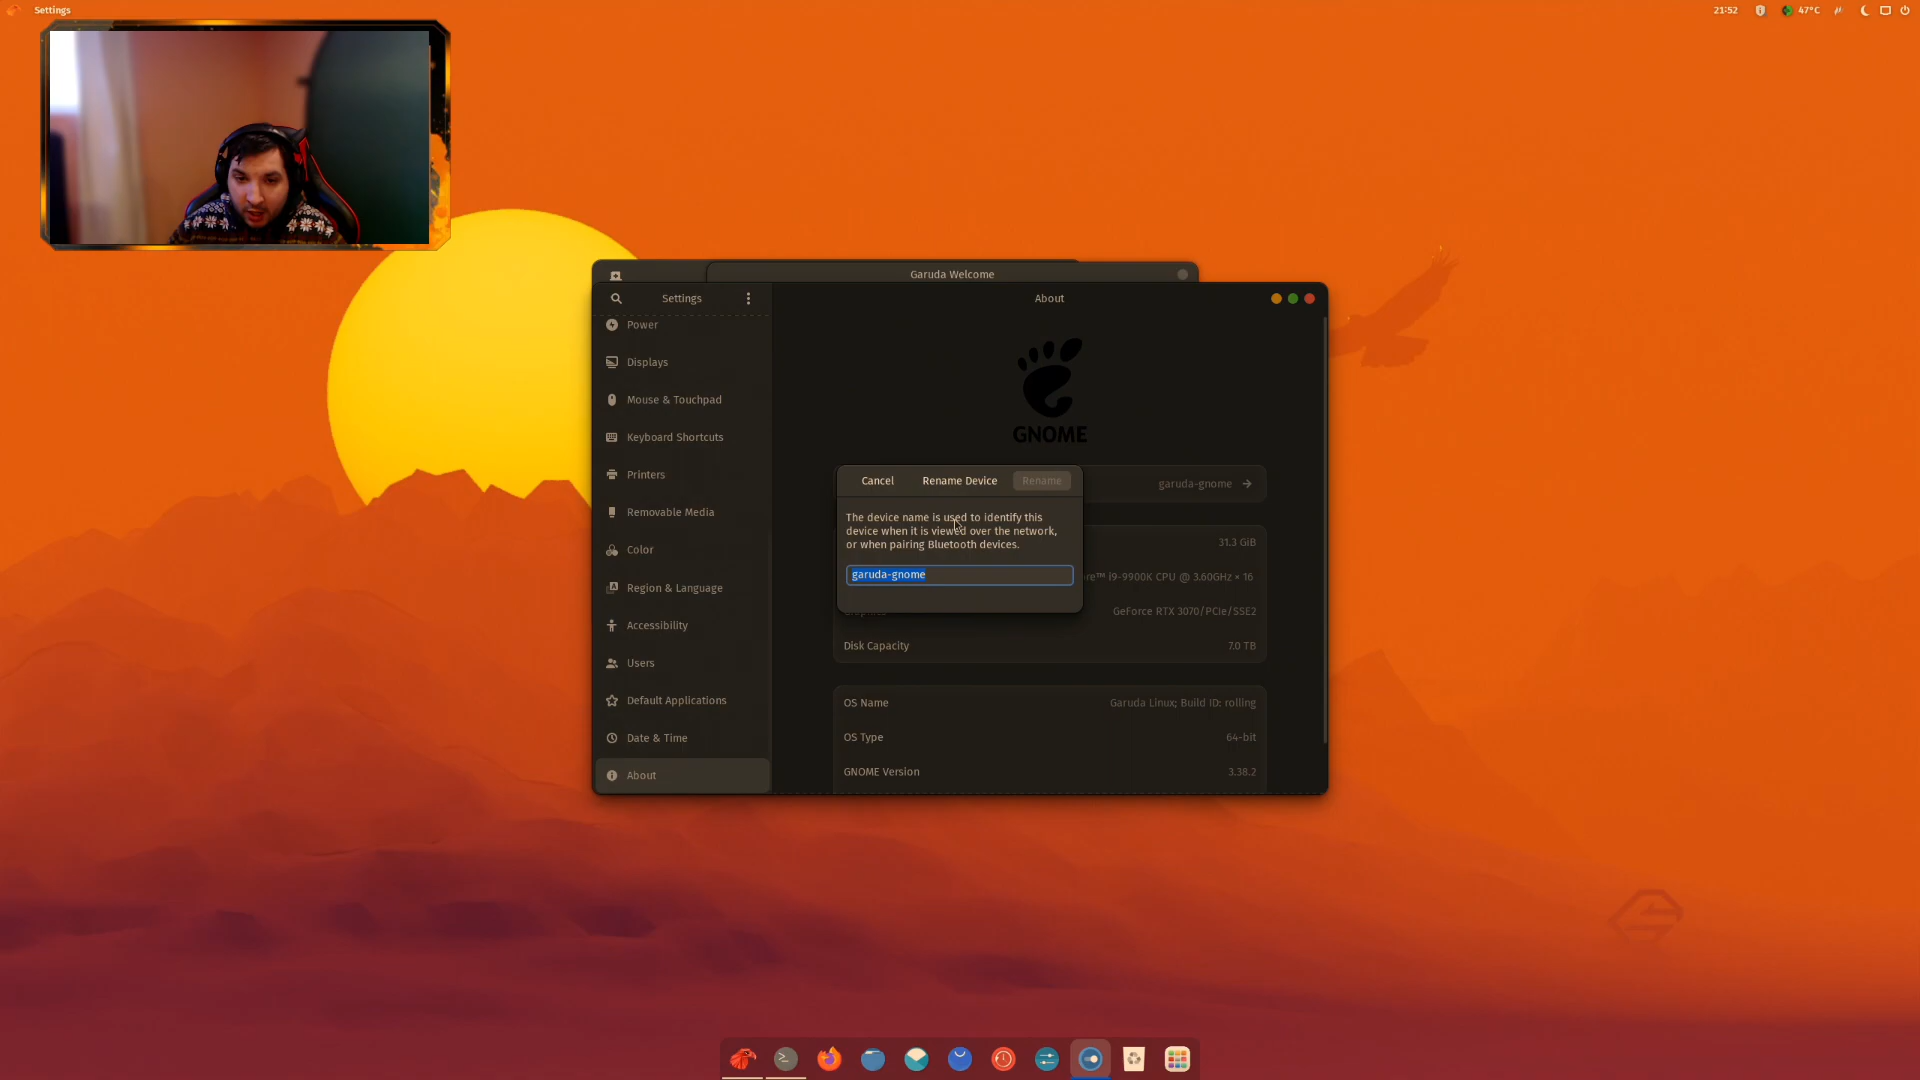 Settings
21:52
47°C
Garuda Welcome
Settings
About
Power
Displays
Mouse & Touchpad
Keyboard Shortcuts
Printers
Removable Media
Color
Region & Language
Accessibility
Users
Default Applications
Date & Time
About
GNOME
garuda-gnome
Cancel
Rename Device
Rename
The device name is used to identify this
device when it is viewed over the network,
or when pairing Bluetooth devices.
garuda-gnome
31.3 GiB
i9-9900K CPU @ 3.60GHz × 16
GeForce RTX 3070/PCIe/SSE2
Disk Capacity
7.0 TB
OS Name
Garuda Linux; Build ID: rolling
OS Type
64-bit
GNOME Version
3.38.2